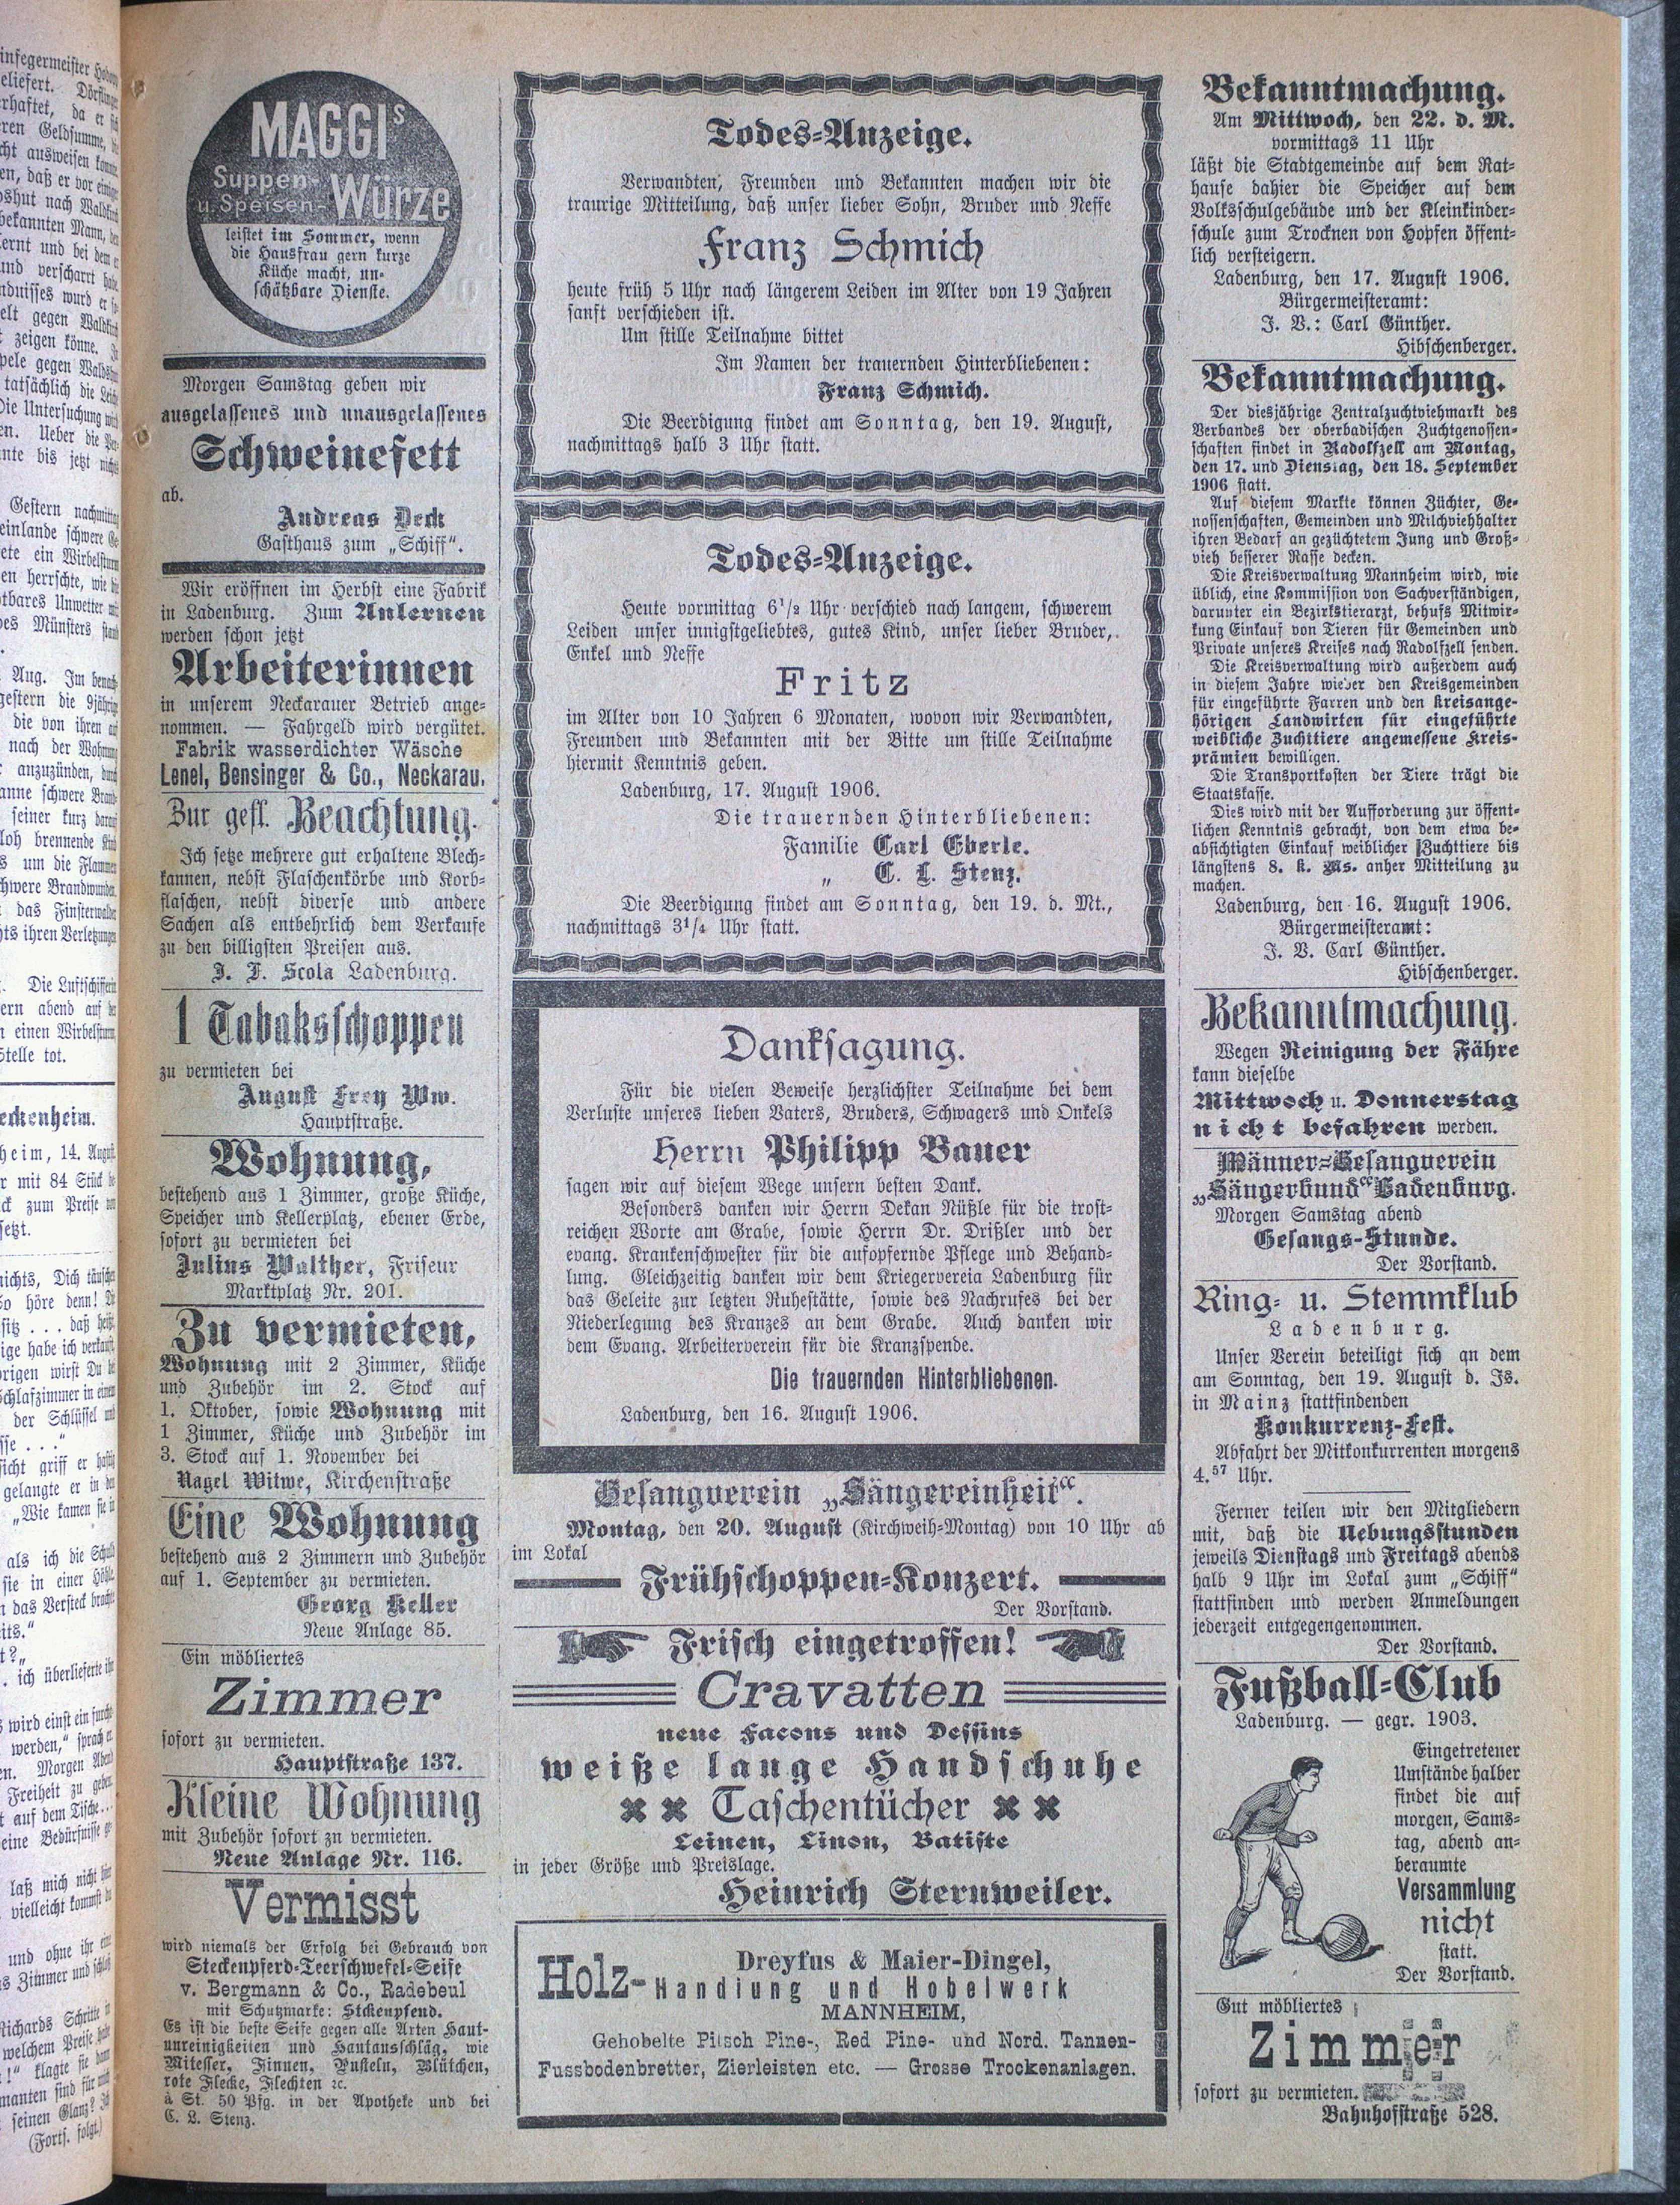 MAGGIs
Suppen-
u. Speisen- Würze
leistet im Sommer, wenn
die Hausfrau gern kurze
Küche macht, un-
schätzbare Dienste.
Morgen Samstag geben wir
ausgelassenes und unausgelassenes
Schweinefett
ab.
Andreas Deck
Gasthaus zum „Schiff“.
Wir eröffnen im Herbst eine Fabrik
in Ladenburg. Zum Anlernen
werden schon jetzt
Arbeiterinnen
in unserem Neckarauer Betrieb ange-
nommen. — Fahrgeld wird vergütet.
Fabrik wasserdichter Wäsche
Lenel, Bensinger & Co., Neckarau.
Zur gefl. Beachtung.
Ich setze mehrere gut erhaltene Blech-
kannen, nebst Flaschenkörbe und Korb-
flaschen, nebst diverse und andere
Sachen als entbehrlich dem Verkaufe
zu den billigsten Preisen aus.
J. F. Scola Ladenburg.
1 Tabaksschoppen
zu vermieten bei
August Frey Ww.
Hauptstraße.
Wohnung,
bestehend aus 1 Zimmer, große Küche,
Speicher und Kellerplatz, ebener Erde,
sofort zu vermieten bei
Julius Walther, Friseur
Marktplatz Nr. 201.
Zu vermieten,
Wohnung mit 2 Zimmer, Küche
und Zubehör im 2. Stock auf
1. Oktober, sowie Wohnung mit
1 Zimmer, Küche und Zubehör im
3. Stock auf 1. November bei
Nagel Witwe, Kirchenstraße
Eine Wohnung
bestehend aus 2 Zimmern und Zubehör
auf 1. September zu vermieten.
Georg Keller
Neue Anlage 85.
Ein möbliertes
Zimmer
sofort zu vermieten.
Hauptstraße 137.
Kleine Wohnung
mit Zubehör sofort zu vermieten.
Neue Anlage Nr. 116.
Vermisst
wird niemals der Erfolg bei Gebrauch von
Steckenpferd-Teerschwefel-Seife
v. Bergmann & Co., Radebeul
mit Schutzmarke: Stckenpfend.
Es ist die beste Seife gegen alle Arten Haut-
unreinigkeiten und Hautausschläg, wie
Mitesser, Finnen, Pusteln, Blütchen,
rote Flecke, Flechten ꝛc.
à St. 50 Pfg. in der Apotheke und bei
C. L. Stenz.
Todes-Anzeige.
Verwandten, Freunden und Bekannten machen wir die
traurige Mitteilung, daß unser lieber Sohn, Bruder und Neffe
Franz Schmich
heute früh 5 Uhr nach längerem Leiden im Alter von 19 Jahren
sanft verschieden ist.
Um stille Teilnahme bittet
Im Namen der trauernden Hinterbliebenen:
Franz Schmich.
Die Beerdigung findet am Sonntag, den 19. August,
nachmittags halb 3 Uhr statt.
Todes-Anzeige.
Heute vormittag 6 1/2 Uhr verschied nach langem, schwerem
Leiden unser innigstgeliebtes, gutes Kind, unser lieber Bruder,
Enkel und Neffe
Fritz
im Alter von 10 Jahren 6 Monaten, wovon wir Verwandten,
Freunden und Bekannten mit der Bitte um stille Teilnahme
hiermit Kenntnis geben.
Ladenburg, 17. August 1906.
Die trauernden Hinterbliebenen:
Familie Carl Eberle.
„ C. L. Stenz.
Die Beerdigung findet am Sonntag, den 19. d. Mt.,
nachmittags 3 1/4 Uhr statt.
Danksagung.
Für die vielen Beweise herzlichster Teilnahme bei dem
Verluste unseres lieben Vaters, Bruders, Schwagers und Onkels
Herrn Philipp Bauer
sagen wir auf diesem Wege unsern besten Dank.
Besonders danken wir Herrn Dekan Nüßle für die trost-
reichen Worte am Grabe, sowie Herrn Dr. Drißler und der
evang. Krankenschwester für die aufopfernde Pflege und Behand-
lung. Gleichzeitig danken wir dem Kriegervereia Ladenburg für
das Geleite zur letzten Ruhestätte, sowie des Nachrufes bei der
Niederlegung des Kranzes an dem Grabe. Auch danken wir
dem Evang. Arbeiterverein für die Kranzspende.
Die trauernden Hinterbliebenen.
Ladenburg, den 16. August 1906.
Gesangverein „Sängereinheit“.
Montag, den 20. August (Kirchweih-Montag) von 10 Uhr ab
im Lokal
Frühschoppen-Konzert.
Der Vorstand.
Frisch eingetroffen!
Cravatten
neue Facons und Dessins
weiße lange Handschuhe
Taschentücher
Leinen, Linon, Batiste
in jeder Größe und Preislage.
Heinrich Sternweiler.
Dreyfus & Maier-Dingel,
Holz-Handlung und Hobelwerk
MANNHEIM,
Gehobelte Pitsch Pine-, Red Pine- und Nord. Tannen-
Fussbodenbretter, Zierleisten etc. — Grosse Trockenanlagen.
Bekanntmachung.
Am Mittwoch, den 22. d. M.
vormittags 11 Uhr
läßt die Stadtgemeinde auf dem Rat-
hause dahier die Speicher auf dem
Volksschulgebäude und der Kleinkinder-
schule zum Trocknen von Hopfen öffent-
lich versteigern.
Ladenburg, den 17. August 1906.
Bürgermeisteramt:
J. V.: Carl Günther.
Hibschenberger.
Bekanntmachung.
Der diesjährige Zentralzuchtviehmarkt des
Verbandes der oberbadischen Zuchtgenossen-
schaften findet in Radolfzell am Montag,
den 17. und Dienstag, den 18. September
1906 statt.
Auf diesem Markte können Züchter, Ge-
nossenschaften, Gemeinden und Milchviehhalter
ihren Bedarf an gezüchtetem Jung und Groß-
vieh besserer Rasse decken.
Die Kreisverwaltung Mannheim wird, wie
üblich, eine Kommission von Sachverständigen,
darunter ein Bezirkstierarzt, behufs Mitwir-
kung Einkauf von Tieren für Gemeinden und
Private unseres Kreises nach Radolfzell senden.
Die Kreisverwaltung wird außerdem auch
in diesem Jahre wieder den Kreisgemeinden
für eingeführte Farren und den kreisange-
hörigen Landwirten für eingeführte
weibliche Zuchttiere angemessene Kreis-
prämien bewilligen.
Die Transportkosten der Tiere trägt die
Staatskasse.
Dies wird mit der Aufforderung zur öffent-
lichen Kenntais gebracht, von dem etwa be-
absichtigten Einkauf weiblicher Zuchttiere bis
längstens 8. k. Ms. anher Mitteilung zu
machen.
Ladenburg, den 16. August 1906.
Bürgermeisteramt:
J. V. Carl Günther.
Hibschenberger.
Bekanntmachung.
Wegen Reinigung der Fähre
kann dieselbe
Mittwoch u. Donnerstag
nicht befahren werden.
Männer-Gesangverein
„Sängerbund“ Ladenburg.
Morgen Samstag abend
Gesangs-Stunde.
Der Vorstand.
Ring- u. Stemmklub
Ladenburg.
Unser Verein beteiligt sich an dem
am Sonntag, den 19. August d. Js.
in Mainz stattfindenden
Konkurrenz-Fest.
Abfahrt der Mitkonkurrenten morgens
4.57 Uhr.
Ferner teilen wir den Mitgliedern
mit, daß die Uebungsstunden
jeweils Dienstags und Freitags abends
halb 9 Uhr im Lokal zum „Schiff“
stattfinden und werden Anmeldungen
jederzeit entgegengenommen.
Der Vorstand.
Fußball-Club
Ladenburg. — gegr. 1903.
Eingetretener
Umstände halber
findet die auf
morgen, Sams-
tag, abend an-
beraumte
Versammlung
nicht
statt.
Der Vorstand.
Gut möbliertes
Zimmer
sofort zu vermieten.
Bahnhofstraße 528.